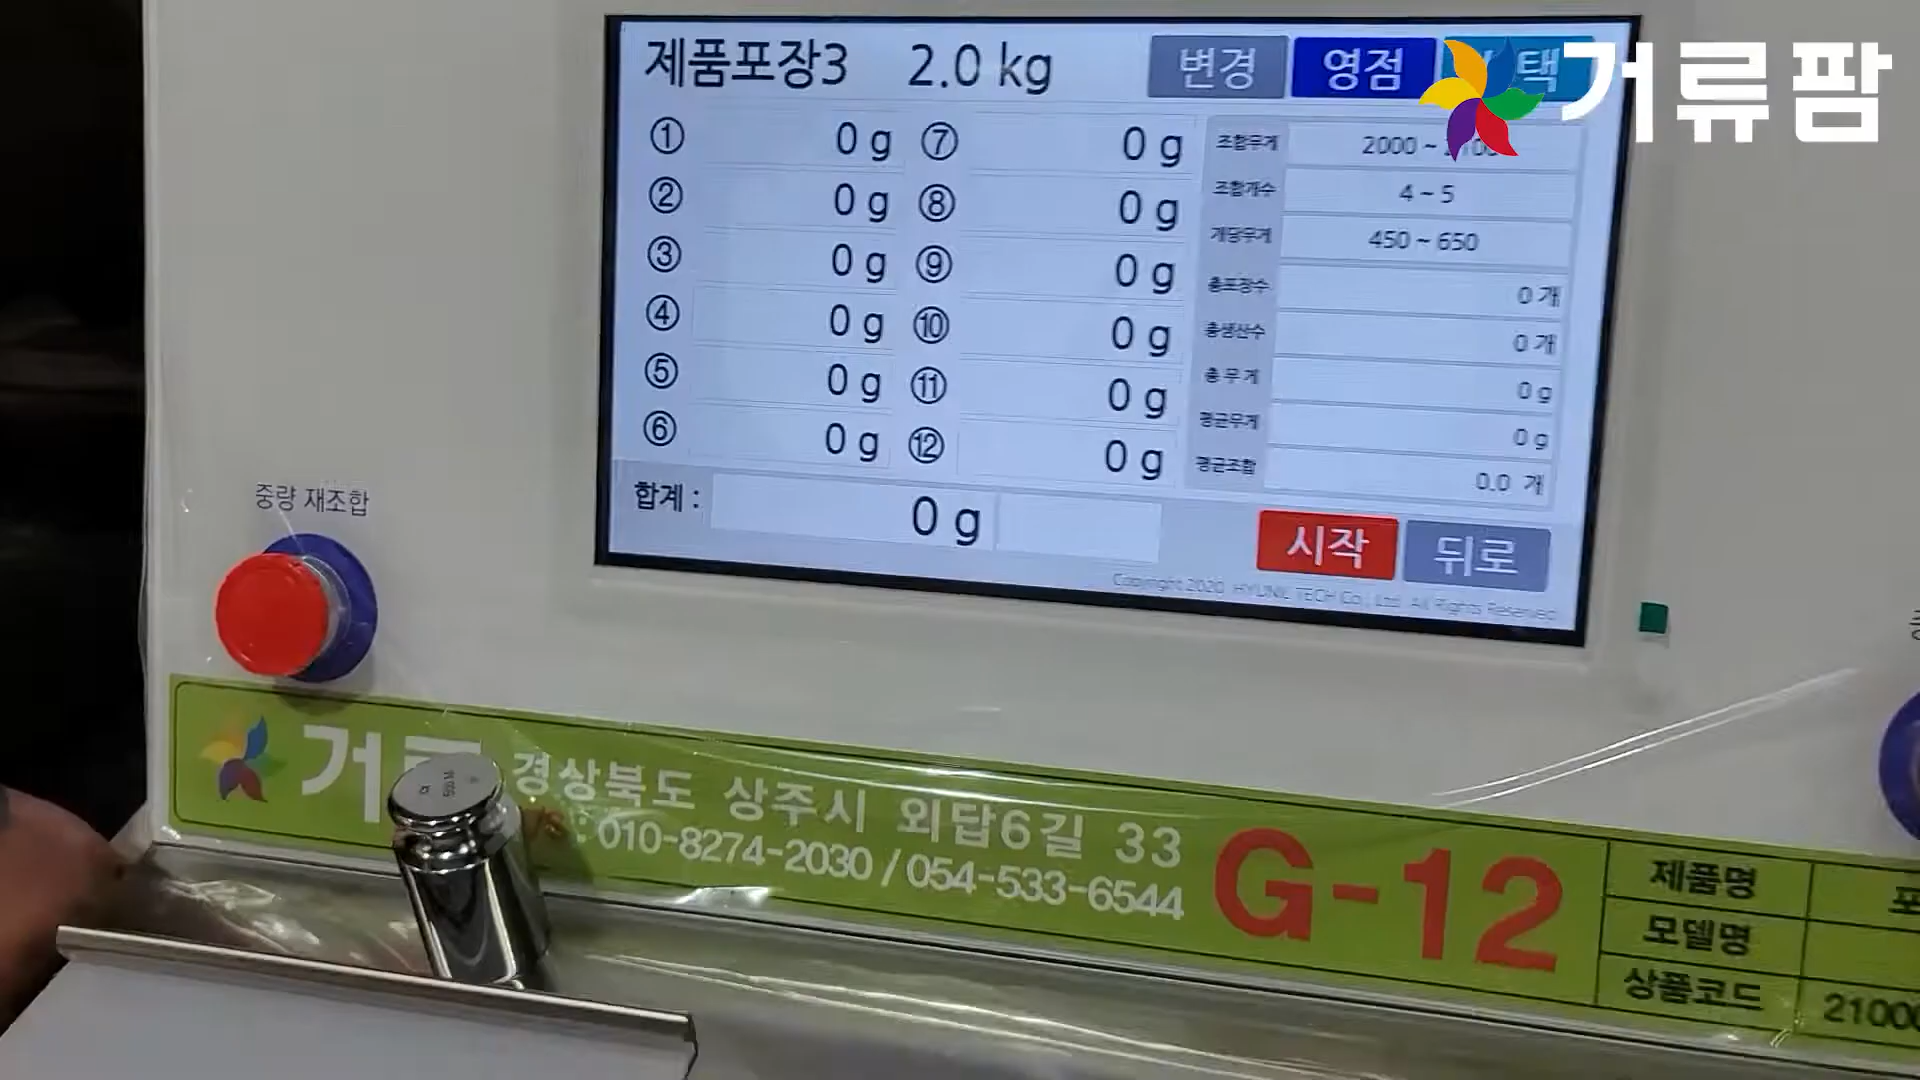 제품포장3 2.0 kg 변경 영점 택
거류팜
① 0 g ⑦ 0 g 조합무게 2000 ~
② 0 g ⑧ 0 g 조합개수 4 ~ 5
③ 0 g ⑨ 0 g 개당무게 450 ~ 650
④ 0 g ⑩ 0 g 총포장수 0 개
⑤ 0 g ⑪ 0 g 총생산수 0 개
⑥ 0 g ⑫ 0 g 총 무 게 0 g
평균무게 0 g
평균조합 0.0 개
합계 : 0 g 시작 뒤로
Copyright 2020. TECH Co., Ltd. All Rights Reserved
중량 재조합
거류
경상북도 상주시 외답6길 33
: 010-8274-2030 / 054-533-6544
G-12
제품명
모델명
상품코드 21000